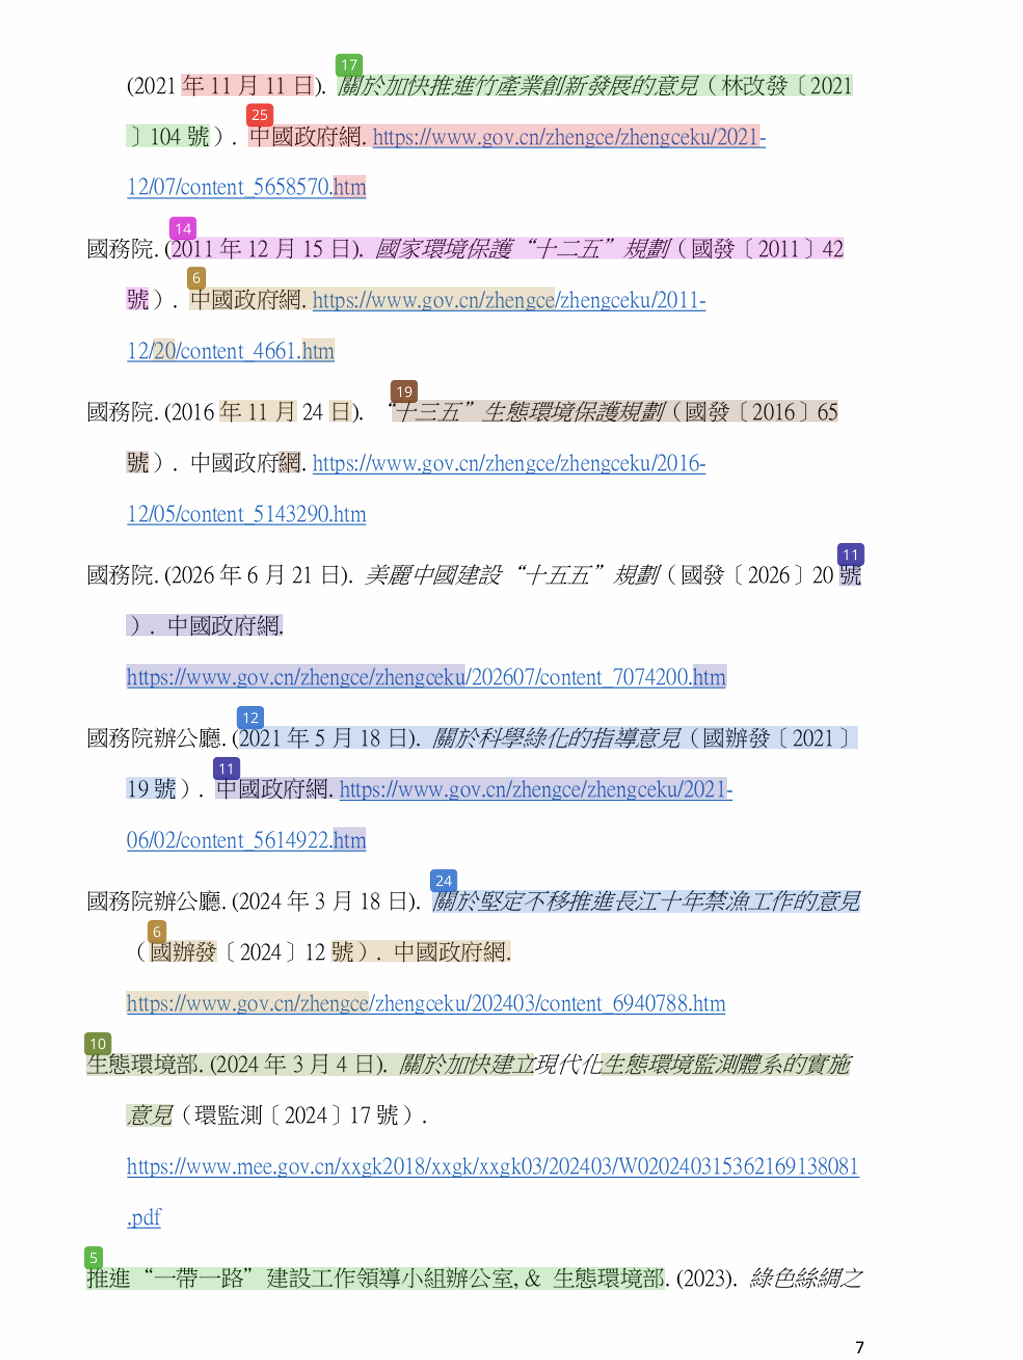 17
(2021 年 11 月 11 日). 關於加快推進竹產業創新發展的意見（林改發〔2021
25
〕104 號）. 中國政府網. https://www.gov.cn/zhengce/zhengceku/2021-
12/07/content_5658570.htm
14
國務院. (2011 年 12 月 15 日). 國家環境保護“十二五”規劃（國發〔2011〕42
6
號）. 中國政府網. https://www.gov.cn/zhengce/zhengceku/2011-
12/20/content_4661.htm
19
國務院. (2016 年 11 月 24 日). “十三五”生態環境保護規劃（國發〔2016〕65
號）. 中國政府網. https://www.gov.cn/zhengce/zhengceku/2016-
12/05/content_5143290.htm
11
國務院. (2026 年 6 月 21 日). 美麗中國建設“十五五”規劃（國發〔2026〕20 號
）. 中國政府網.
https://www.gov.cn/zhengce/zhengceku/202607/content_7074200.htm
12
國務院辦公廳. (2021 年 5 月 18 日). 關於科學綠化的指導意見（國辦發〔2021〕
11
19 號）. 中國政府網. https://www.gov.cn/zhengce/zhengceku/2021-
06/02/content_5614922.htm
24
國務院辦公廳. (2024 年 3 月 18 日). 關於堅定不移推進長江十年禁漁工作的意見
6
（國辦發〔2024〕12 號）. 中國政府網.
https://www.gov.cn/zhengce/zhengceku/202403/content_6940788.htm
10
生態環境部. (2024 年 3 月 4 日). 關於加快建立現代化生態環境監測體系的實施
意見（環監測〔2024〕17 號）.
https://www.mee.gov.cn/xxgk2018/xxgk/xxgk03/202403/W020240315362169138081
.pdf
5
推進“一帶一路”建設工作領導小組辦公室, & 生態環境部. (2023). 綠色絲綢之
7